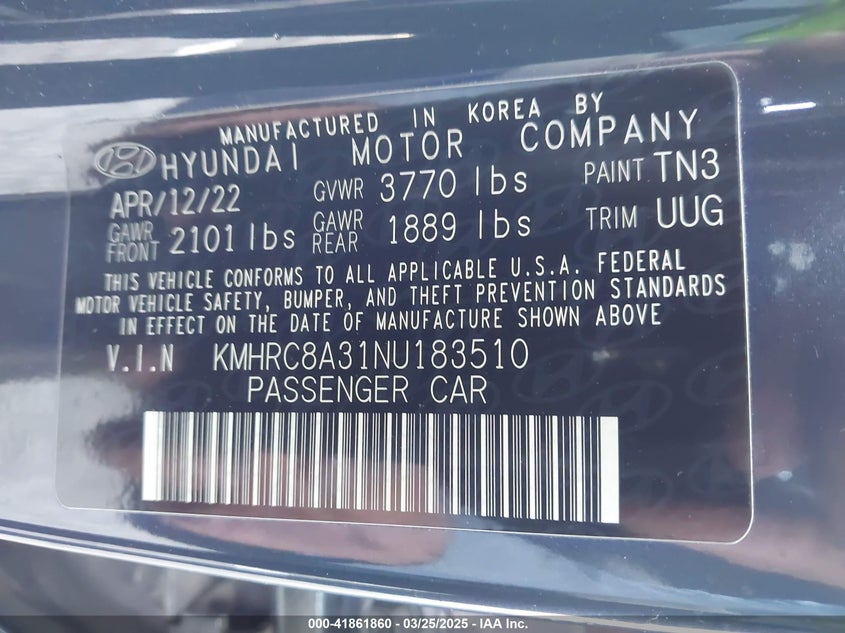 MANUFACTURED IN KOREA BY
HYUNDAI MOTOR COMPANY
APR/12/22 GVWR 3770 lbs PAINT TN3
GAWR FRONT 2101 lbs GAWR REAR 1889 lbs TRIM UUG
THIS VEHICLE CONFORMS TO ALL APPLICABLE U.S.A. FEDERAL
MOTOR VEHICLE SAFETY, BUMPER, AND THEFT PREVENTION STANDARDS
IN EFFECT ON THE DATE OF MANUFACTURE SHOWN ABOVE
V.I.N KMHRC8A31NU183510
PASSENGER CAR
000-41861860 - 03/25/2025 - IAA Inc.